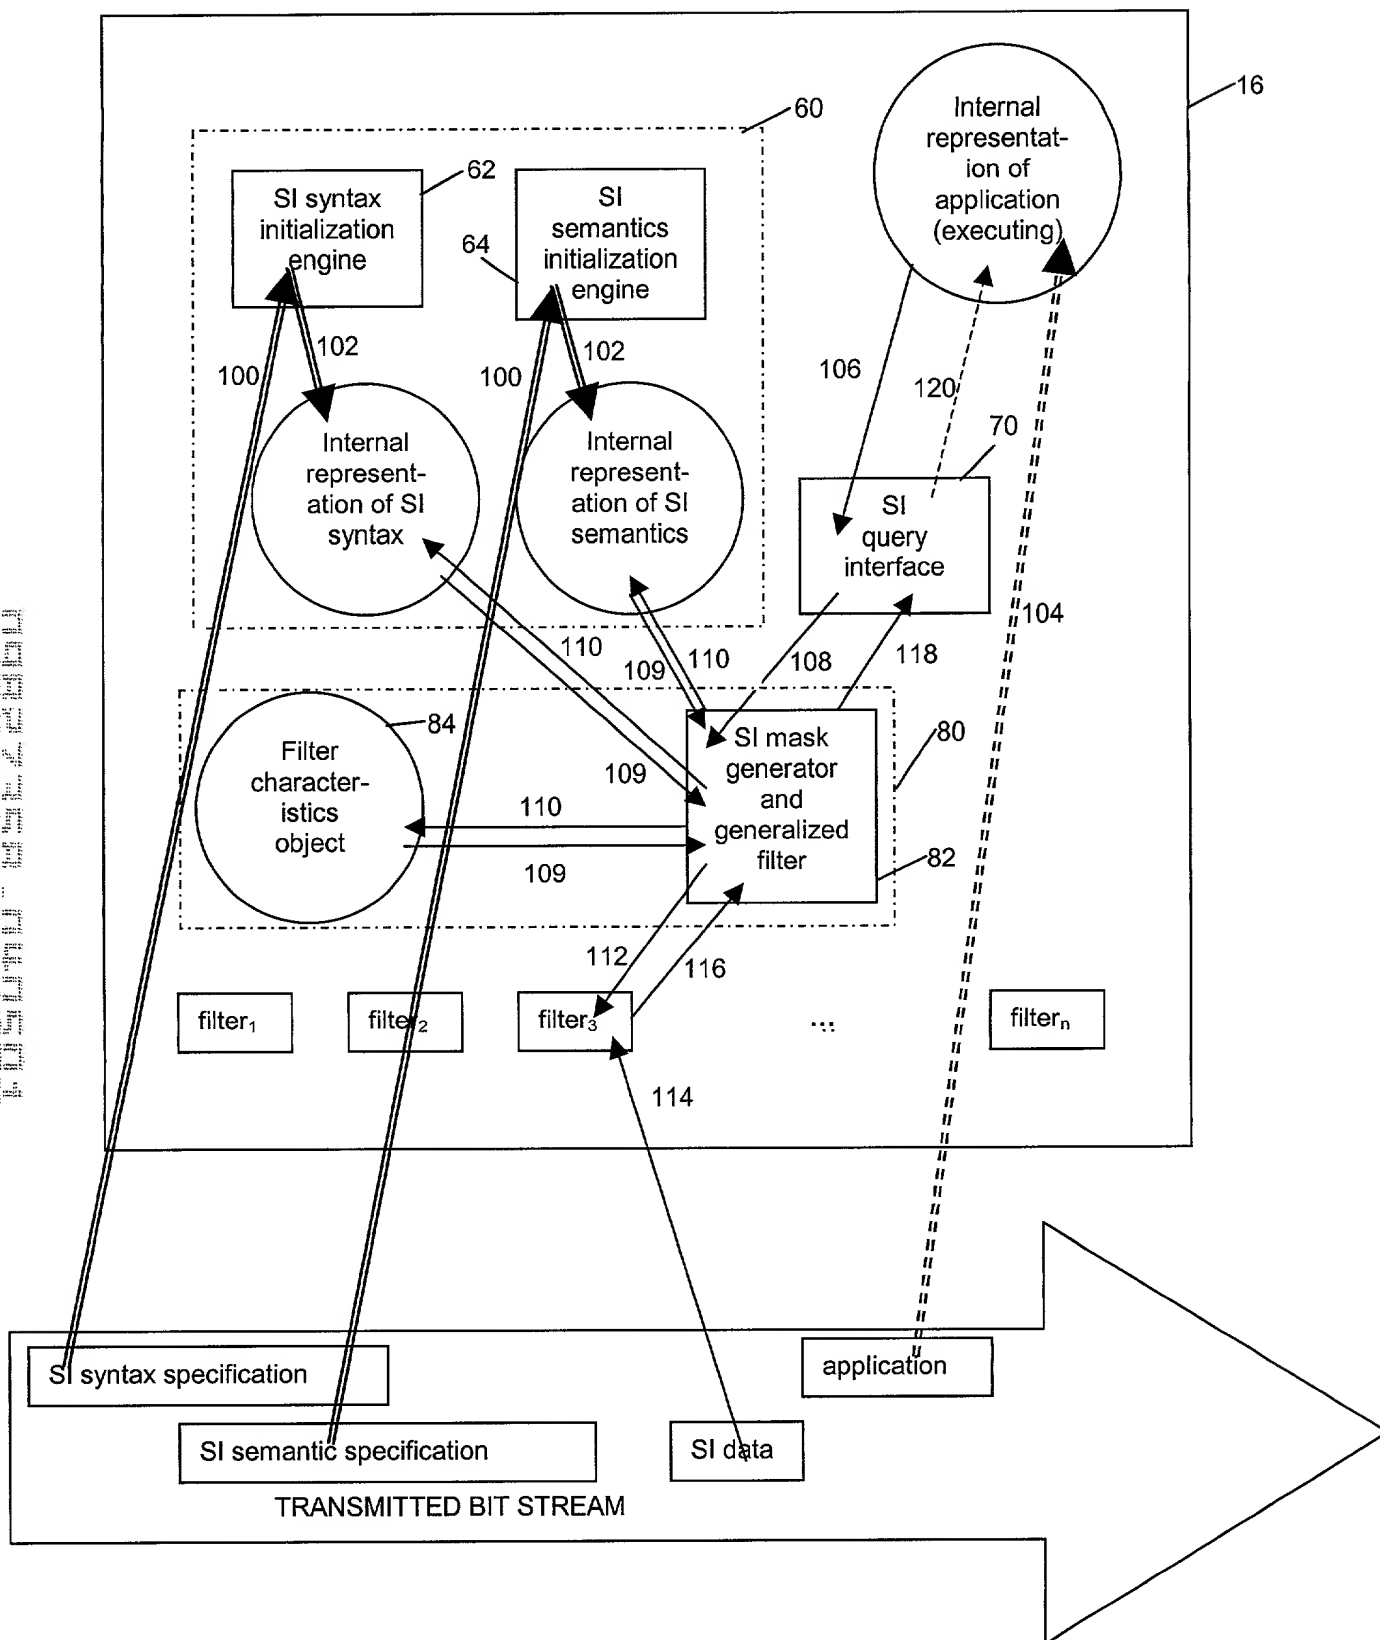 16
60
Internal
representat-
ion of
application
(executing)
62
SI syntax
initialization
engine
SI
semantics
initialization
engine
64
100
102
100
102
106
120
70
Internal
represent-
ation of SI
syntax
Internal
represent-
ation of SI
semantics
SI
query
interface
104
110
109
110
108
118
84
80
Filter
character-
istics
object
SI mask
generator
and
generalized
filter
109
110
109
82
112
116
filter1
filter2
filter3
...
filtern
114
SI syntax specification
application
SI semantic specification
SI data
TRANSMITTED BIT STREAM